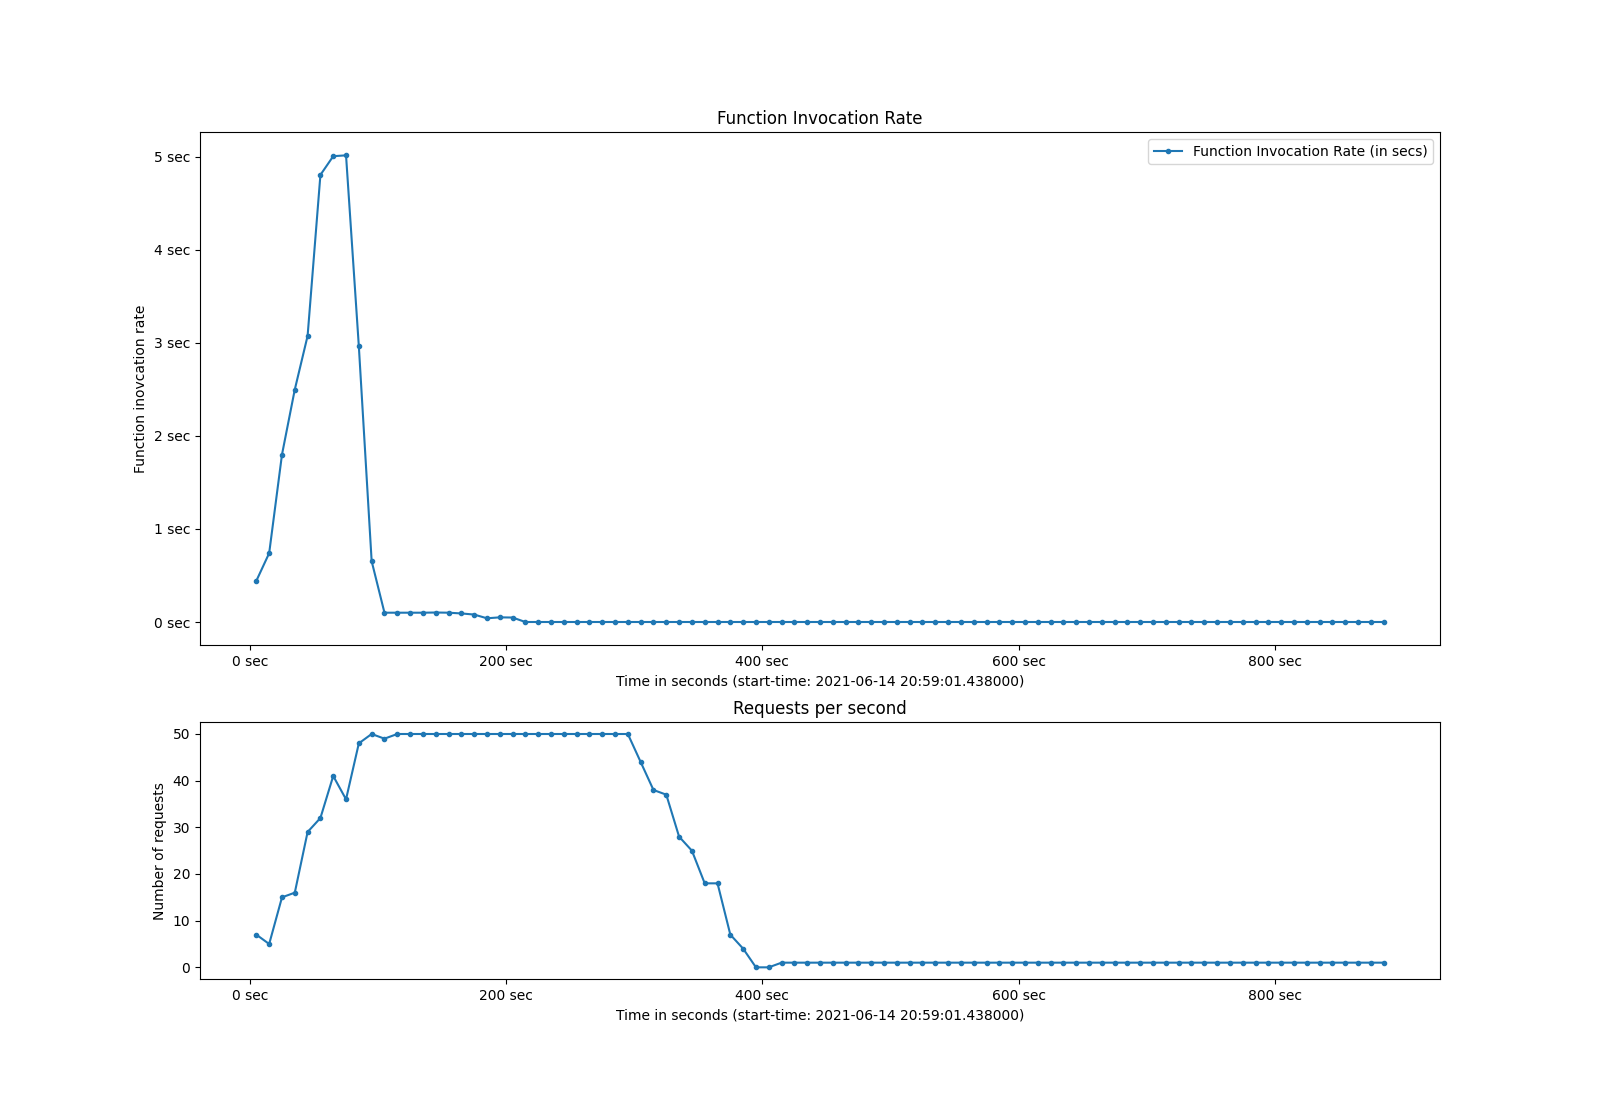 Function Invocation Rate
Function Invocation Rate (in secs)
5 sec
4 sec
3 sec
2 sec
1 sec
0 sec
Function inovcation rate
0 sec 200 sec 400 sec 600 sec 800 sec
Time in seconds (start-time: 2021-06-14 20:59:01.438000)
Requests per second
50
40
30
20
10
0
Number of requests
0 sec 200 sec 400 sec 600 sec 800 sec
Time in seconds (start-time: 2021-06-14 20:59:01.438000)